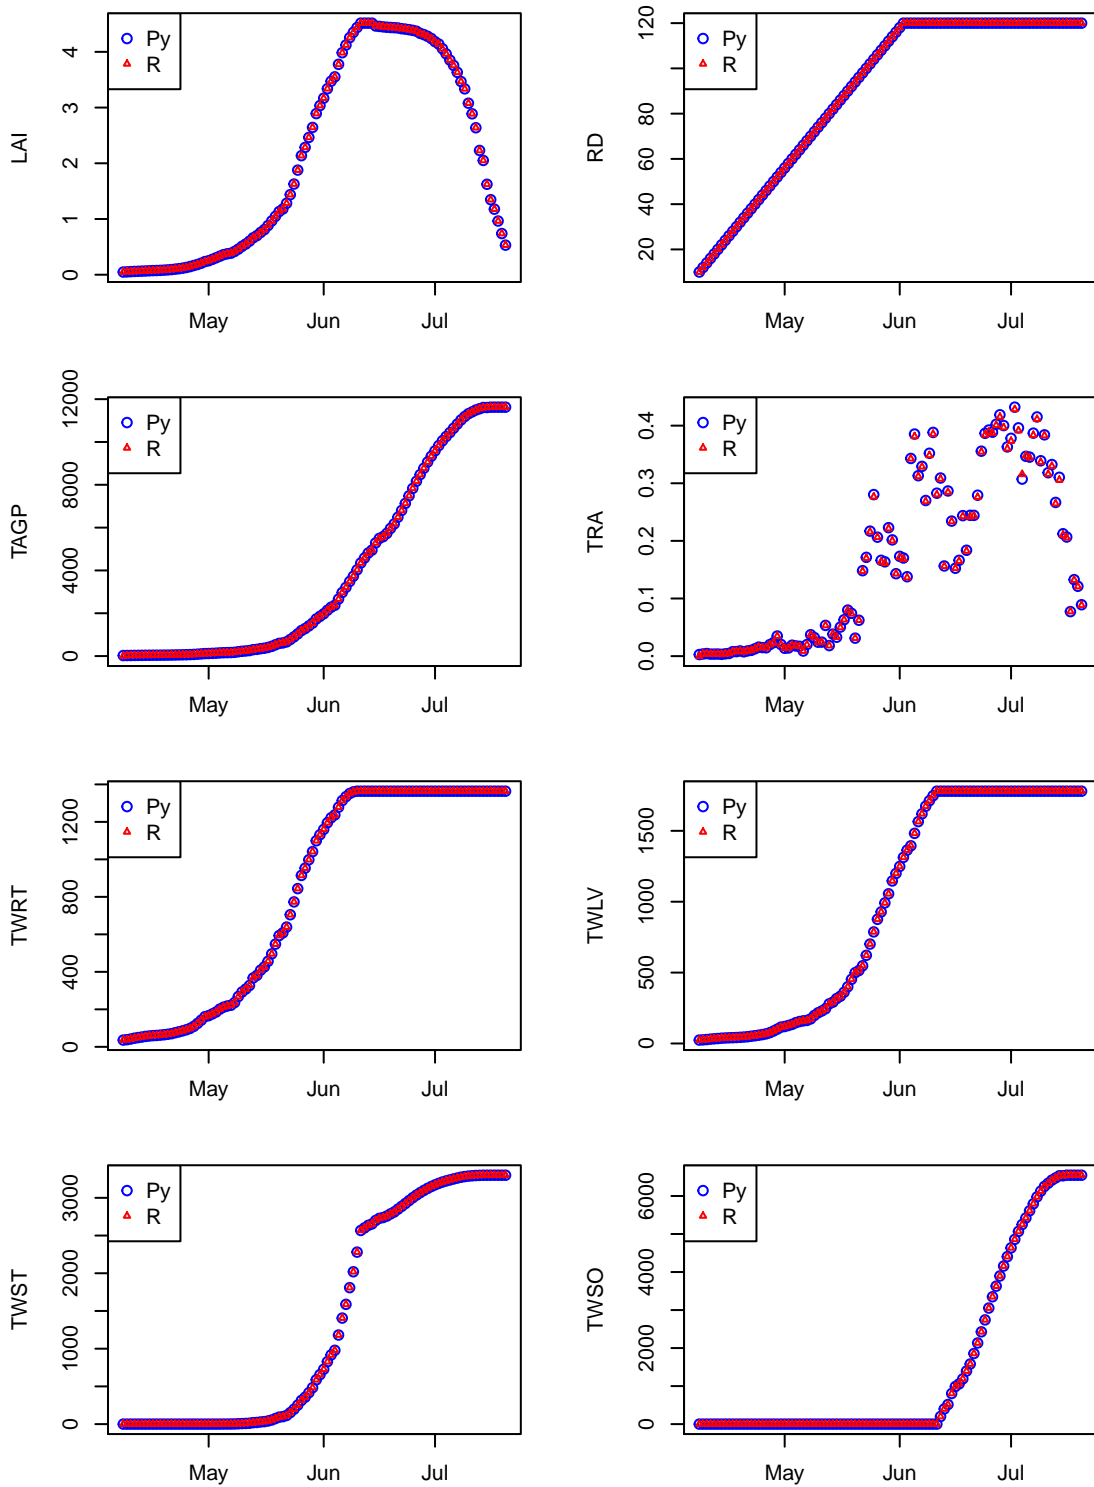 LAI
0 1 2 3 4
Py
R
May Jun Jul
RD
20 40 60 80 120
Py
R
May Jun Jul
TAGP
0 4000 8000 12000
Py
R
May Jun Jul
TRA
0.0 0.1 0.2 0.3 0.4
Py
R
May Jun Jul
TWRT
0 400 800 1200
Py
R
May Jun Jul
TWLV
0 500 1000 1500
Py
R
May Jun Jul
TWST
0 1000 2000 3000
Py
R
May Jun Jul
TWSO
0 2000 4000 6000
Py
R
May Jun Jul